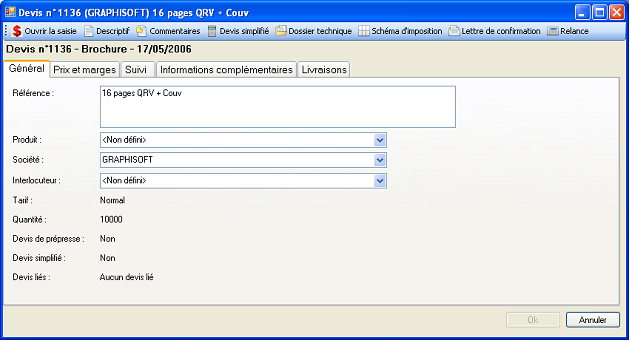 Devis n°1136 (GRAPHISOFT) 16 pages QRV + Couv
Ouvrir la saisie Descriptif Commentaires Devis simplifié Dossier technique Schéma d'imposition Lettre de confirmation Relance
Devis n°1136 - Brochure - 17/05/2006
Général Prix et marges Suivi Informations complémentaires Livraisons
Référence : 16 pages QRV + Couv
Produit : <Non défini>
Société : GRAPHISOFT
Interlocuteur : <Non défini>
Tarif : Normal
Quantité : 10000
Devis de prépresse : Non
Devis simplifié : Non
Devis liés : Aucun devis lié
Ok Annuler